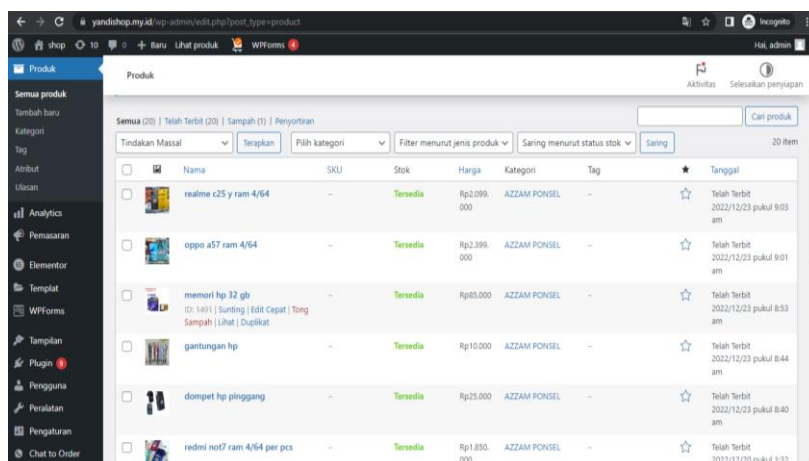 yandishop.my.id/wp-admin/edit.php?post_type=product
Incognito
shop 10 0 + Baru Lihat produk WPForms 4
Hai, admin
Produk
Semua produk
Tambah baru
Kategori
Tag
Atribut
Ulasan
Analytics
Pemasaran
Elementor
Templat
WPForms
Tampilan
Plugin 9
Pengguna
Peralatan
Pengaturan
Chat to Order
Produk
Aktivitas
Selesaikan penyiapan
Semua (20) | Telah Terbit (20) | Sampah (1) | Penyortiran
Cari produk
Tindakan Massal Terapkan Pilih kategori Filter menurut jenis produk Saring menurut status stok Saring
20 item
Nama SKU Stok Harga Kategori Tag Tanggal
realme c25 y ram 4/64 – Tersedia Rp2.099. AZZAM PONSEL – Telah Terbit
000 2022/12/23 pukul 9:03
am
oppo a57 ram 4/64 – Tersedia Rp2.399. AZZAM PONSEL – Telah Terbit
000 2022/12/23 pukul 9:01
am
memori hp 32 gb – Tersedia Rp85.000 AZZAM PONSEL – Telah Terbit
ID: 1491 | Sunting | Edit Cepat | Tong 2022/12/23 pukul 8:53
Sampah | Lihat | Duplikat am
gantungan hp – Tersedia Rp10.000 AZZAM PONSEL – Telah Terbit
2022/12/23 pukul 8:44
am
dompet hp pinggang – Tersedia Rp25.000 AZZAM PONSEL – Telah Terbit
2022/12/23 pukul 8:40
am
redmi not7 ram 4/64 per pcs – Tersedia Rp1.850. AZZAM PONSEL – Telah Terbit
000 2022/12/20 pukul 1:32